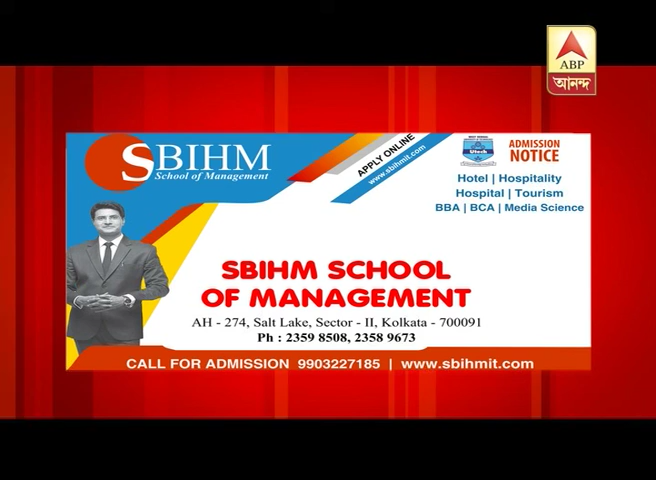 ABP
আনন্দ
SBIHM
School of Management
APPLY ONLINE
www.sbihmit.com
Utech
ADMISSION
NOTICE
Hotel | Hospitality
Hospital | Tourism
BBA | BCA | Media Science
SBIHM SCHOOL
OF MANAGEMENT
AH - 274, Salt Lake, Sector - II, Kolkata - 700091
Ph : 2359 8508, 2358 9673
CALL FOR ADMISSION 9903227185 | www.sbihmit.com